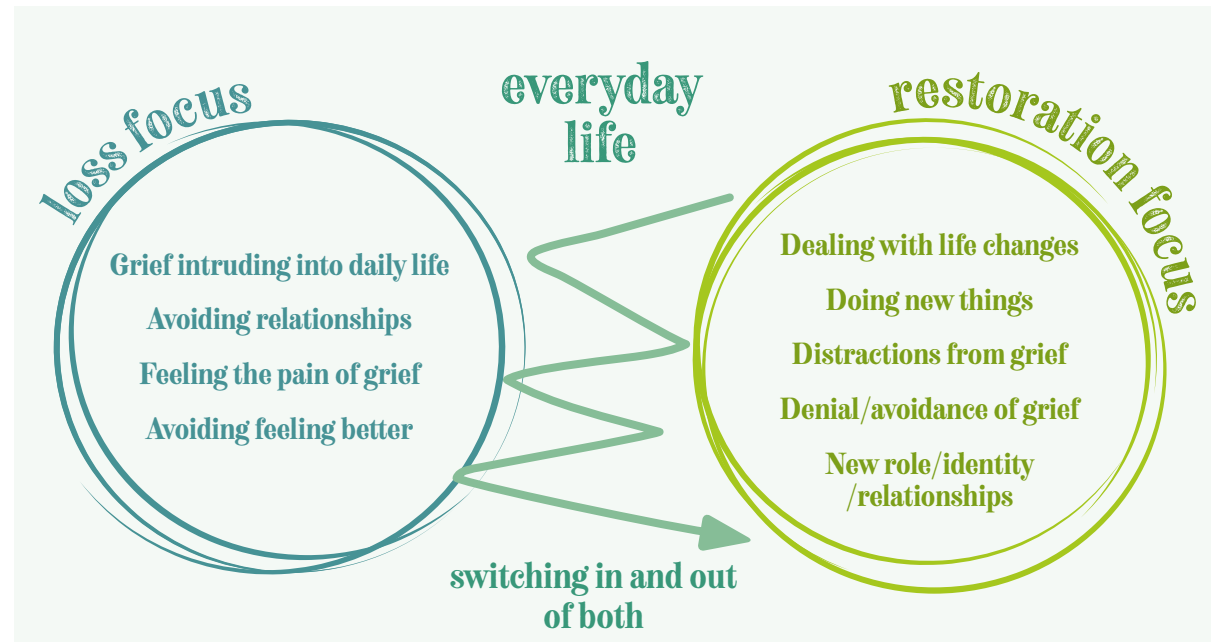 loss focus
Grief intruding into daily life
Avoiding relationships
Feeling the pain of grief
Avoiding feeling better
everyday
life
switching in and out
of both
restoration focus
Dealing with life changes
Doing new things
Distractions from grief
Denial/avoidance of grief
New role/identity
/relationships